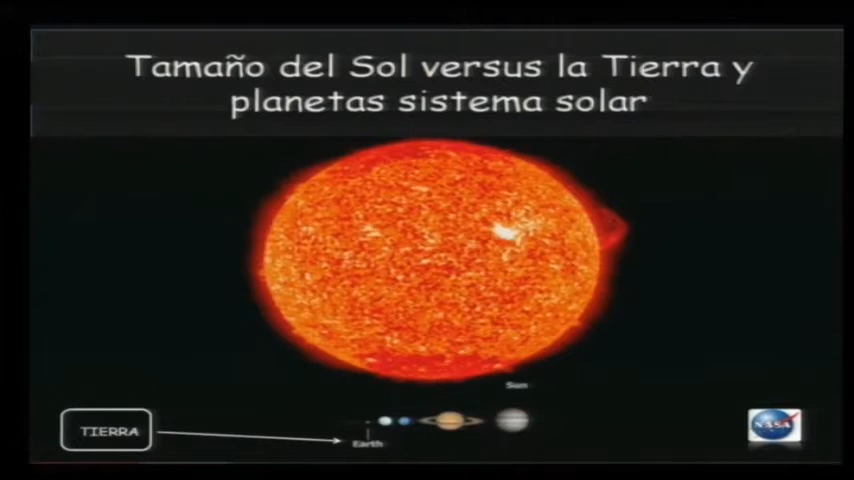 Tamaño del Sol versus la Tierra y
planetas sistema solar
Sun
TIERRA
Earth
NASA